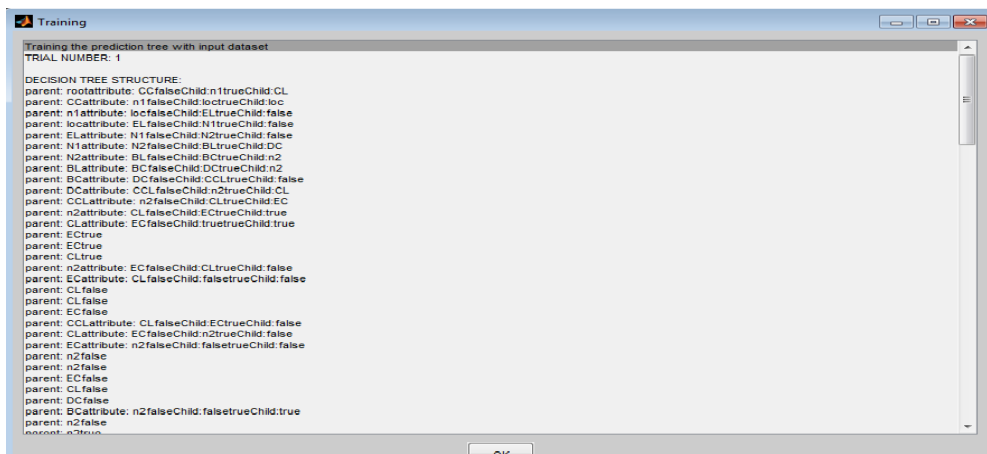 Training
Training the prediction tree with input dataset
TRIAL NUMBER: 1
DECISION TREE STRUCTURE:
parent: rootattribute: CCfalseChild:n1trueChild:CL
parent: CCattribute: n1falseChild:loctrueChild:loc
parent: n1attribute: locfalseChild:ELtrueChild:false
parent: locattribute: ELfalseChild:N1trueChild:false
parent: ELattribute: N1falseChild:N2trueChild:false
parent: N1attribute: N2falseChild:BLtrueChild:DC
parent: N2attribute: BLfalseChild:BCtrueChild:n2
parent: BLattribute: BCfalseChild:DCtrueChild:n2
parent: BCattribute: DCfalseChild:CCLtrueChild:false
parent: DCattribute: CCLfalseChild:n2trueChild:CL
parent: CCLattribute: n2falseChild:CLtrueChild:EC
parent: n2attribute: CLfalseChild:ECtrueChild:true
parent: CLattribute: ECfalseChild:truetrueChild:true
parent: ECtrue
parent: ECtrue
parent: CLtrue
parent: n2attribute: ECfalseChild:CLtrueChild:false
parent: ECattribute: CLfalseChild:falsetrueChild:false
parent: CLfalse
parent: CLfalse
parent: ECfalse
parent: CCLattribute: CLfalseChild:ECtrueChild:false
parent: CLattribute: ECfalseChild:n2trueChild:false
parent: ECattribute: n2falseChild:falsetrueChild:false
parent: n2false
parent: n2false
parent: ECfalse
parent: CLfalse
parent: DCfalse
parent: BCattribute: n2falseChild:falsetrueChild:true
parent: n2false
parent: n2true
OK